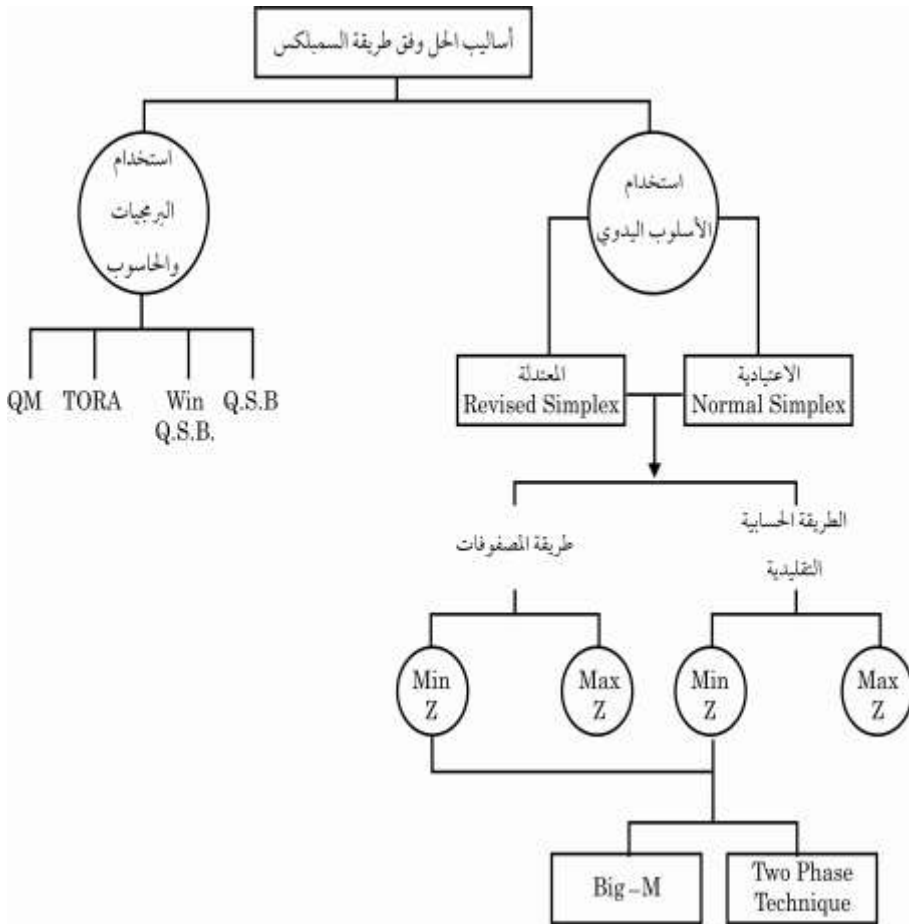 أساليب الحل وفق طريقة السمبلكس
استخدام
الأسلوب اليدوي
استخدام
البرمجيات
والحاسوب
الاعتيادية
Normal Simplex
المعتدلة
Revised Simplex
Q.S.B
Win
Q.S.B.
TORA
QM
الطريقة الحسابية
التقليدية
طريقة المصفوفات
Max
Z
Min
Z
Max
Z
Min
Z
Two Phase
Technique
Big – M